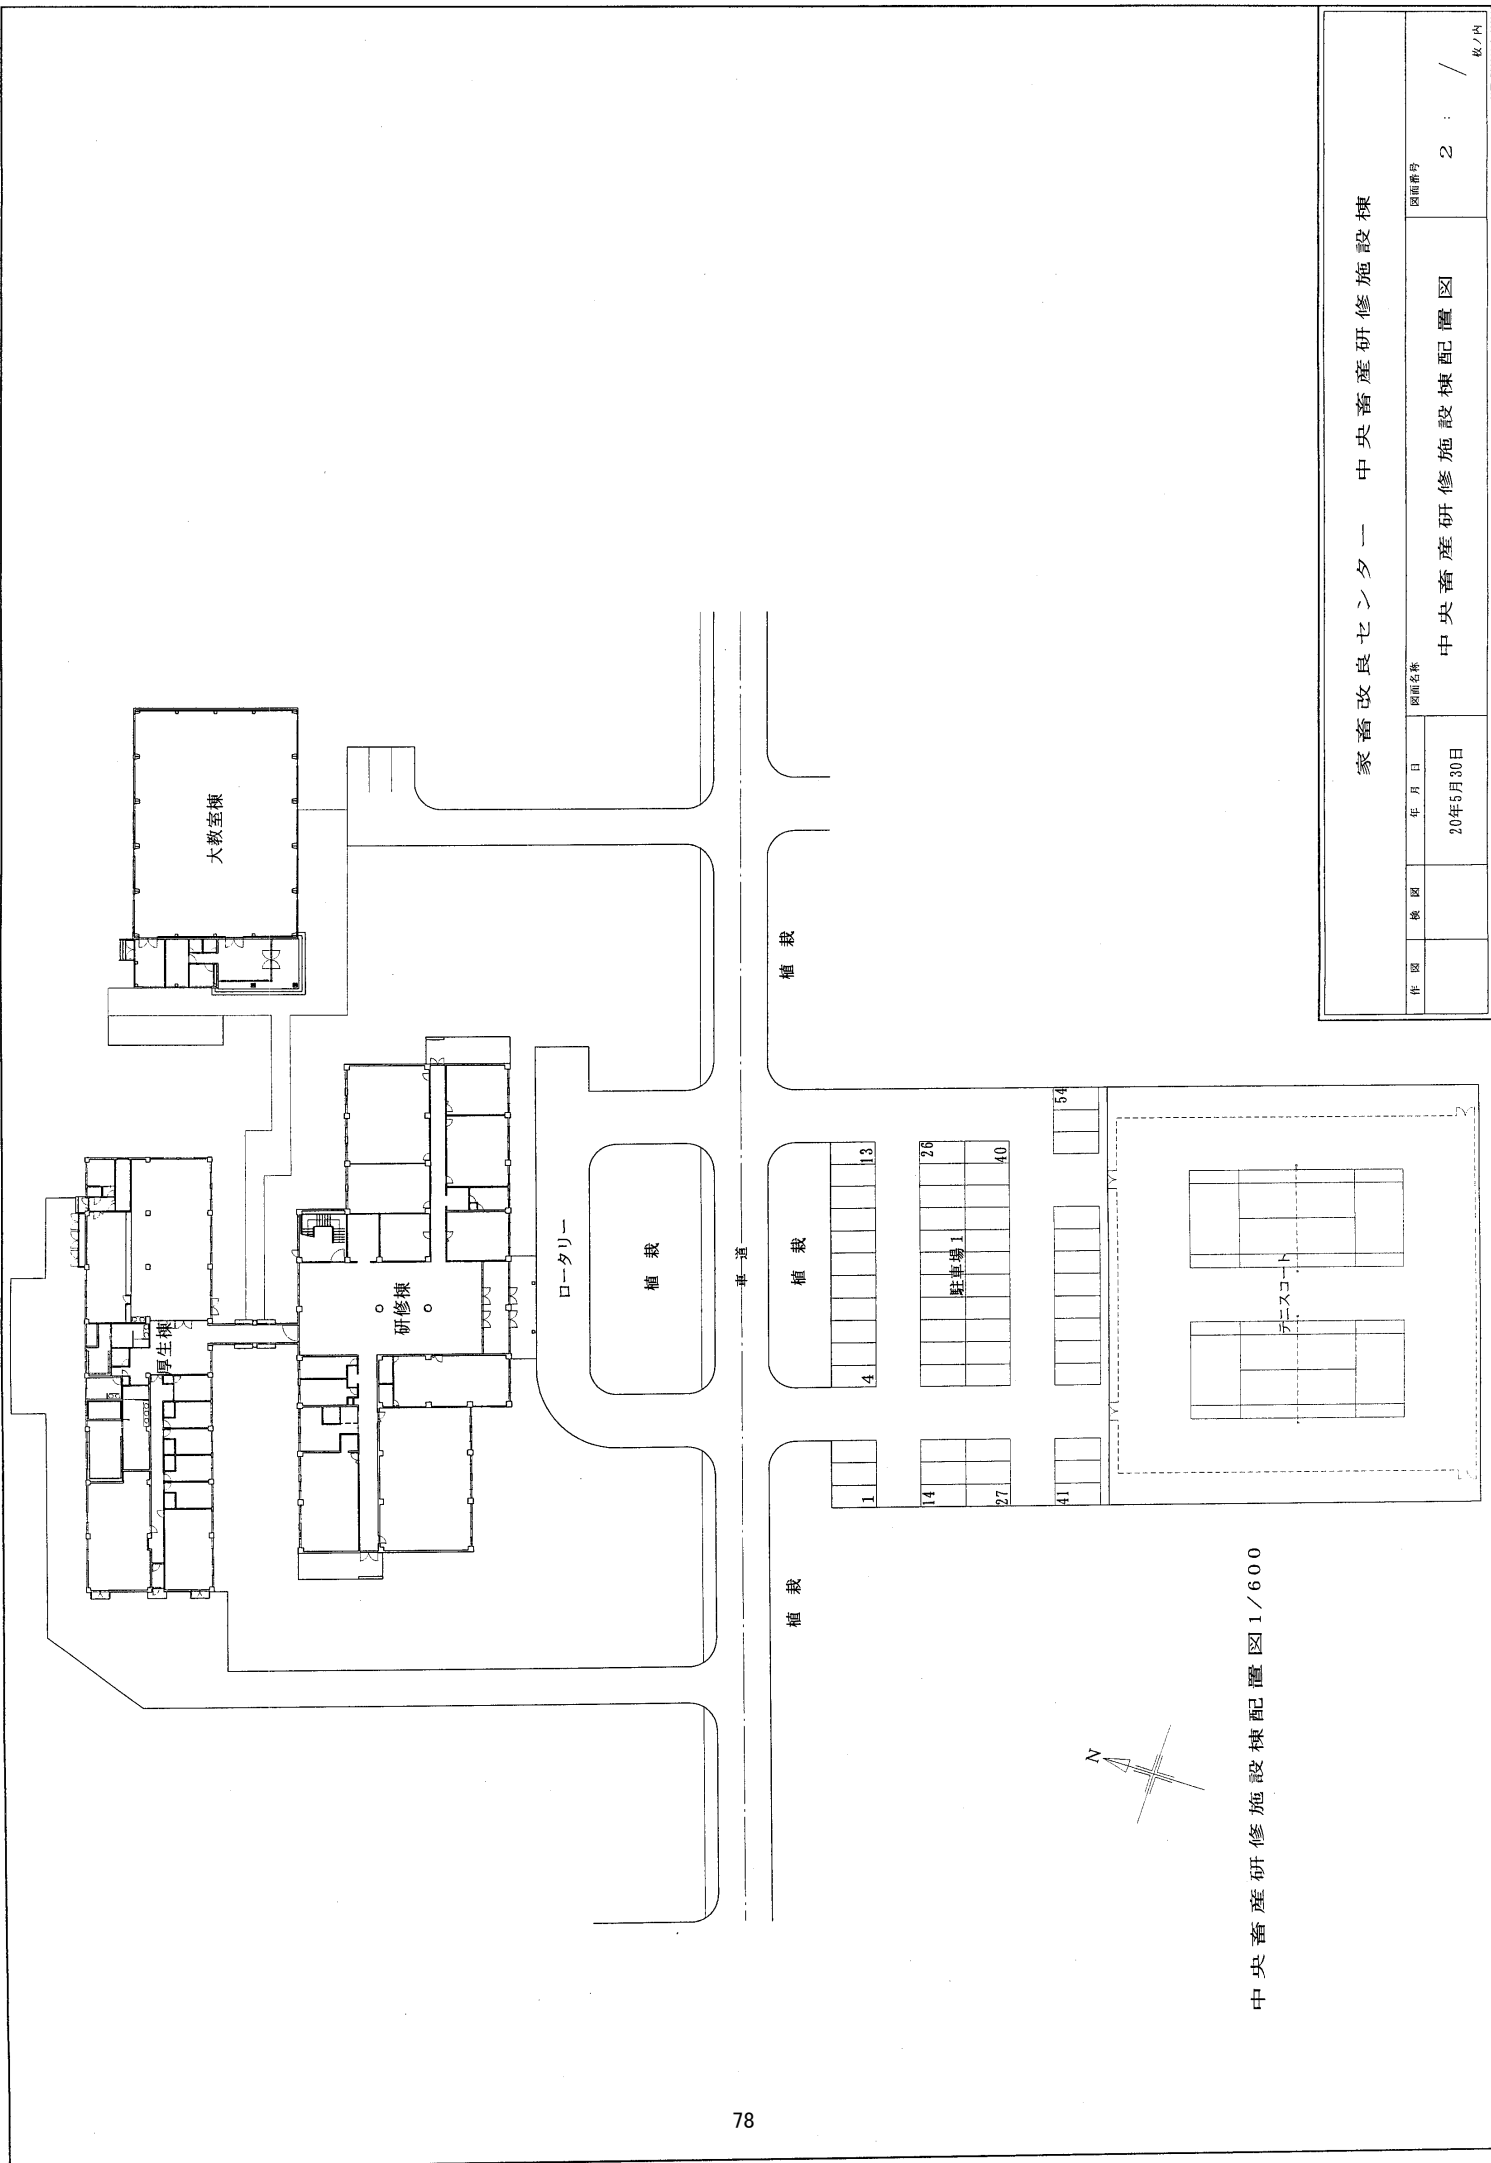 大教室棟
厚生棟
研修棟
ロータリー
植栽
車道
植栽
植栽
植栽
13
4
1
26
14
駐車場1
40
27
54
41
テニスコート
N
中央畜産研修施設棟配置図1/600
家畜改良センター 中央畜産研修施設棟
作図
検図
年月日
20年5月30日
図面名称
中央畜産研修施設棟配置図
図面番号
2 : /
枚ノ内
78